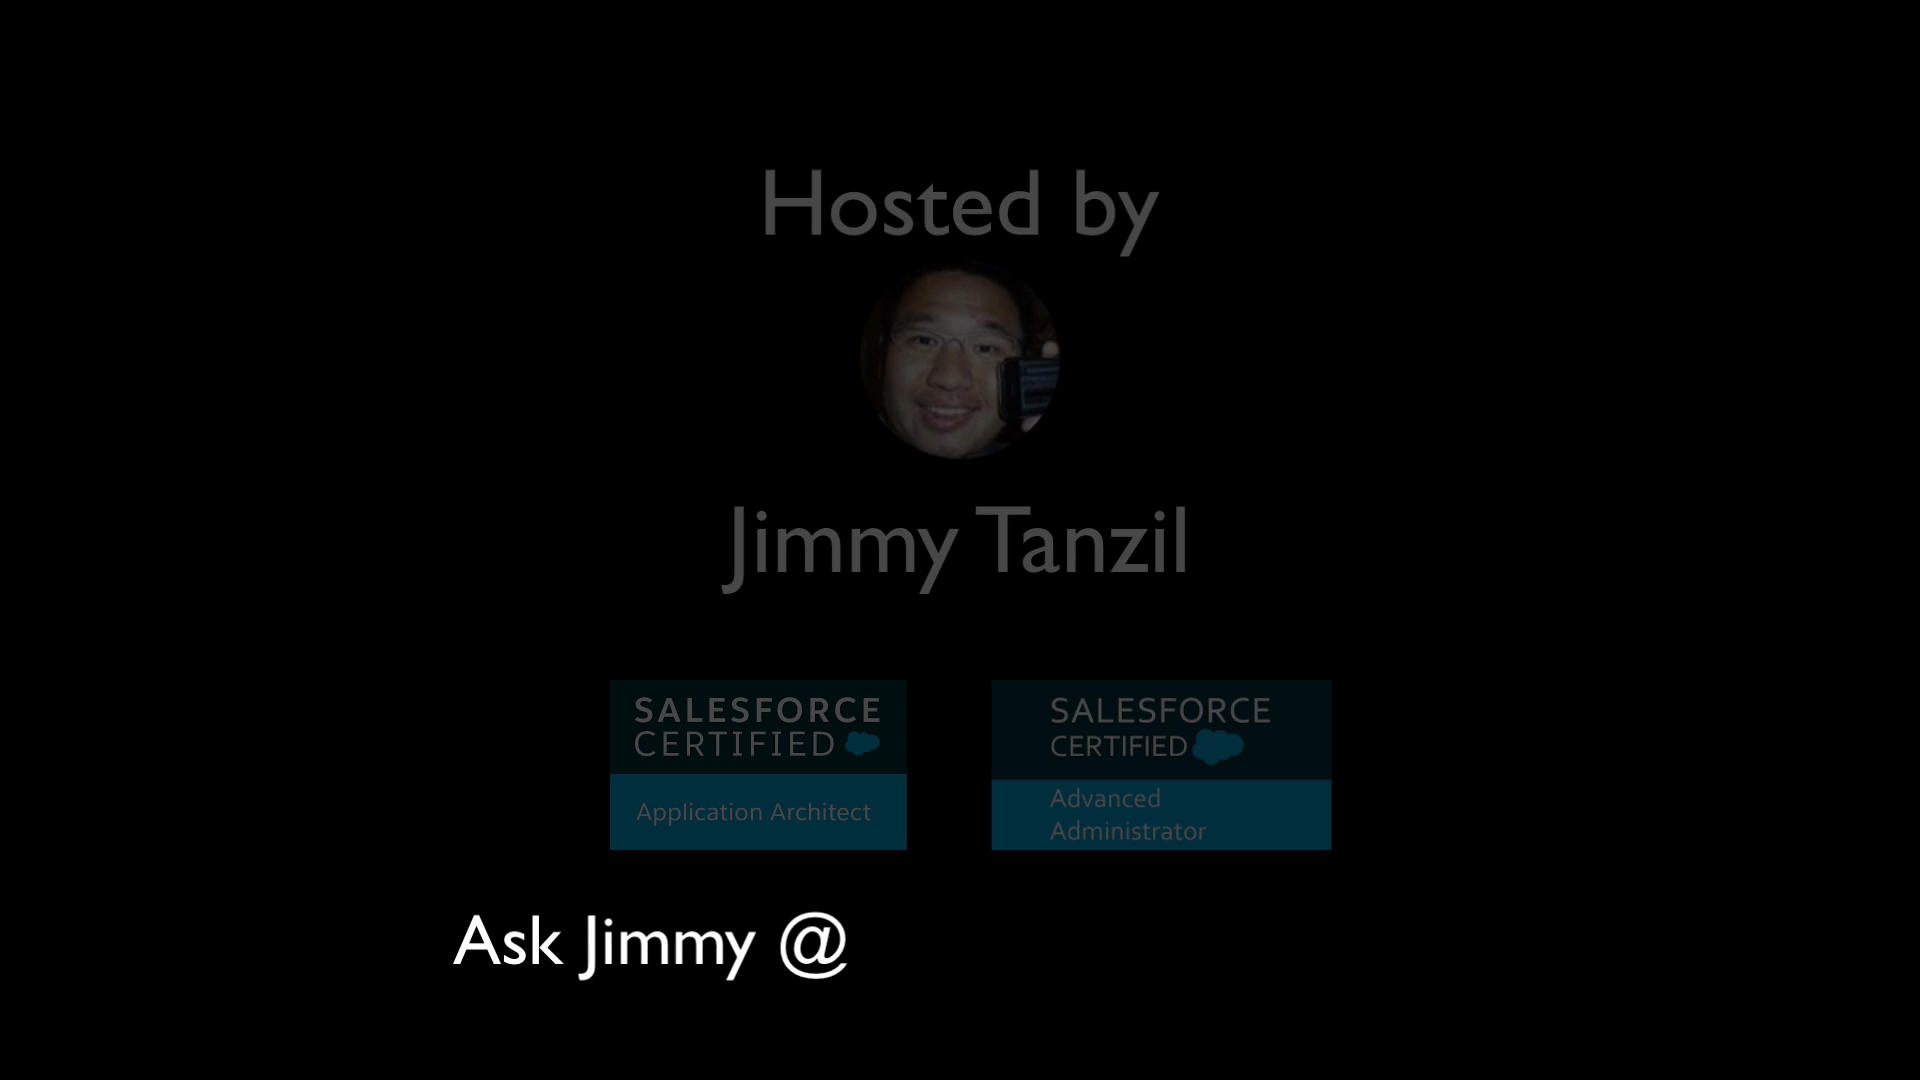 Hosted by
Jimmy Tanzil
SALESFORCE
CERTIFIED
Application Architect
SALESFORCE
CERTIFIED
Advanced
Administrator
Ask Jimmy @